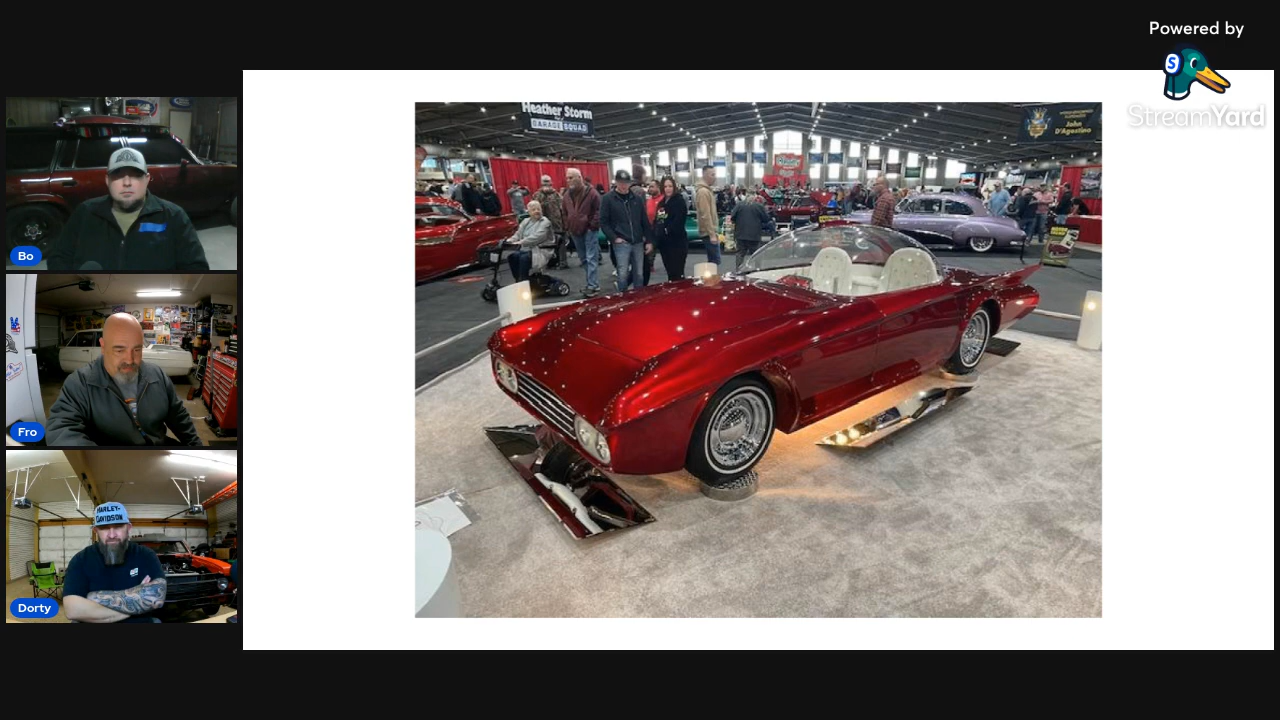 Powered by
StreamYard
Heather Storm
GARAGE SQUAD
John
D'Agostino
Bo
Fro
HARLEY-
DAVIDSON
Dorty